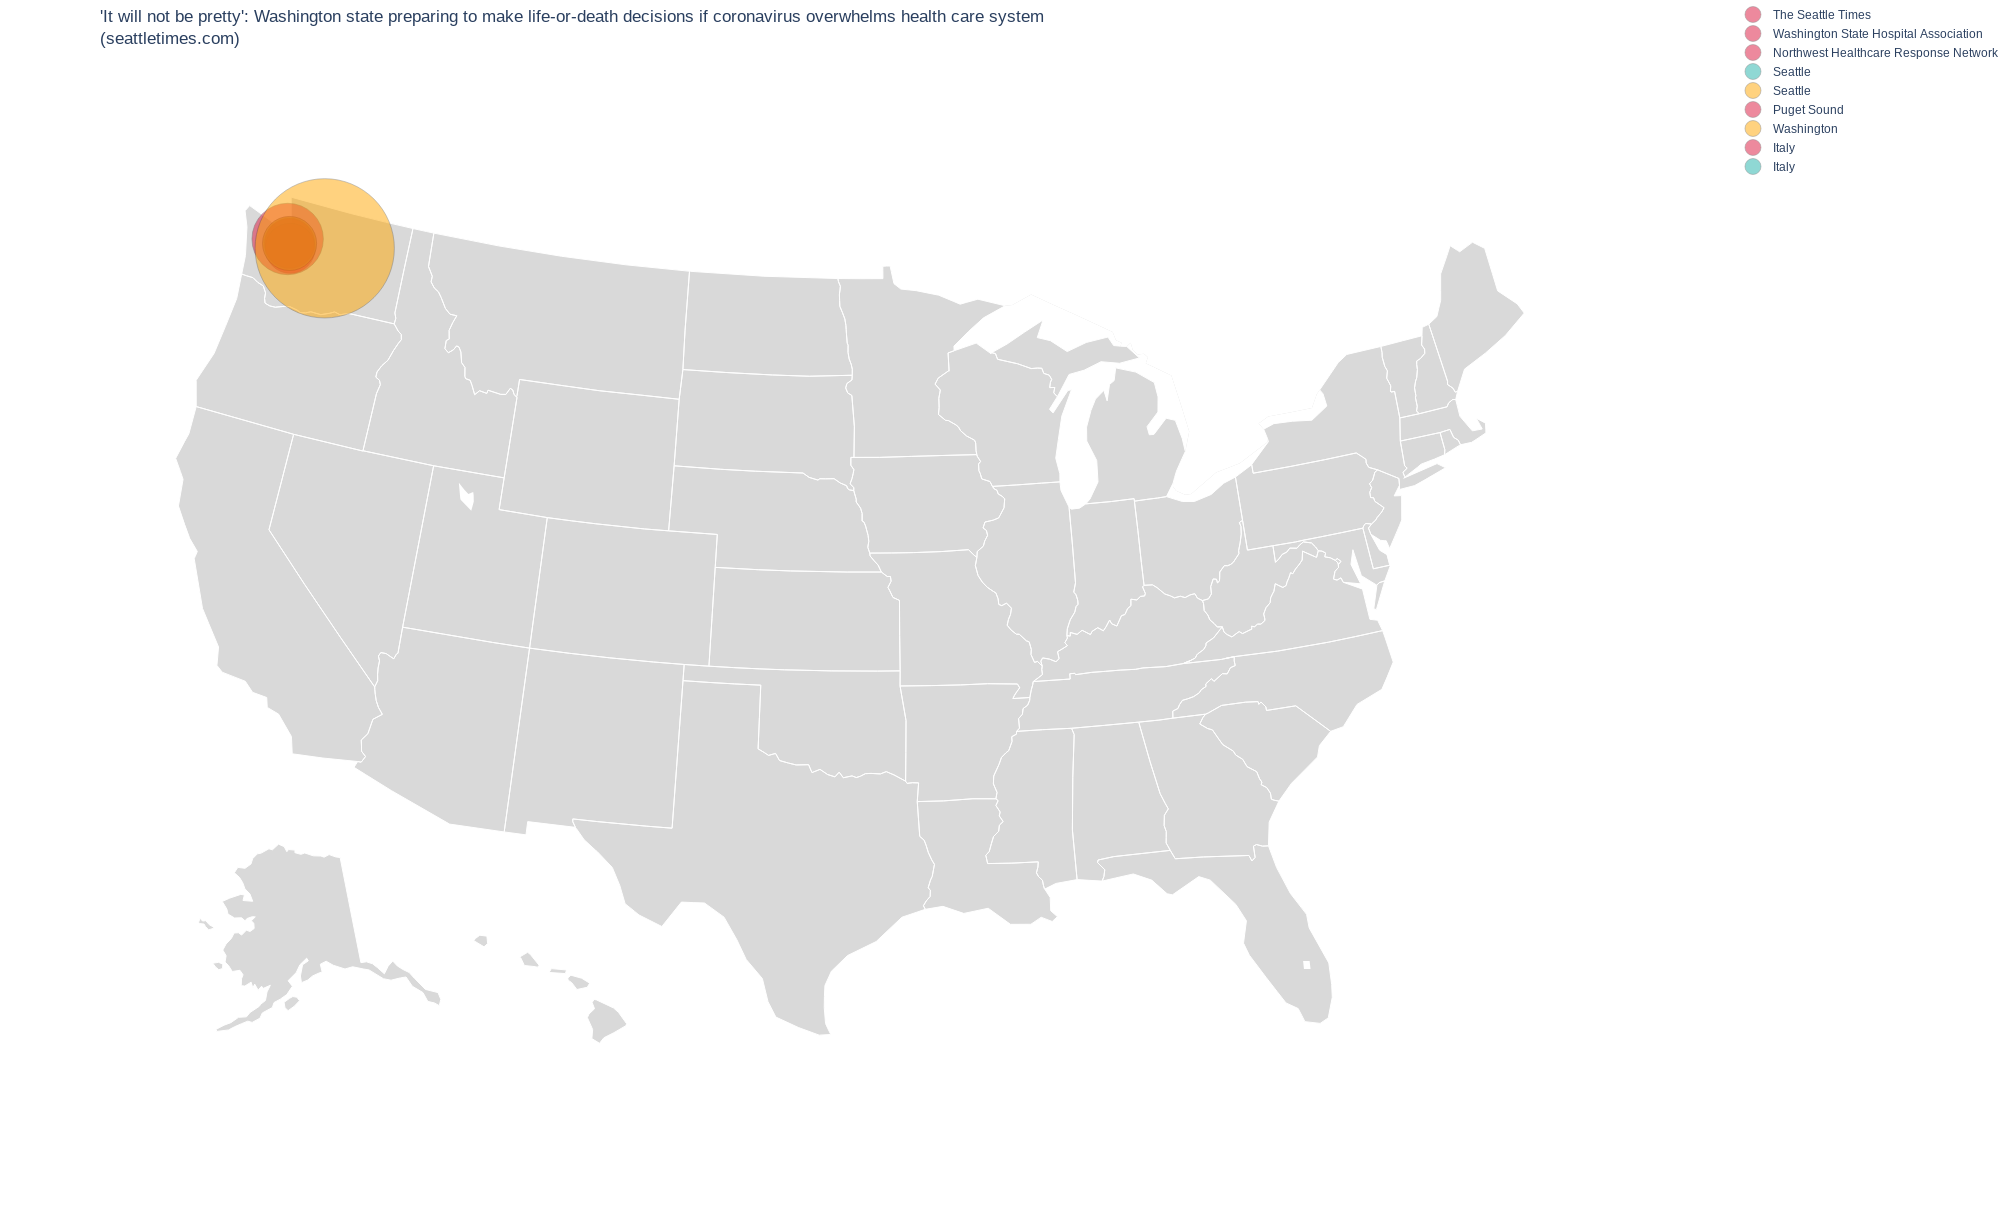 'It will not be pretty': Washington state preparing to make life-or-death decisions if coronavirus overwhelms health care system
(seattletimes.com)
The Seattle Times
Washington State Hospital Association
Northwest Healthcare Response Network
Seattle
Seattle
Puget Sound
Washington
Italy
Italy